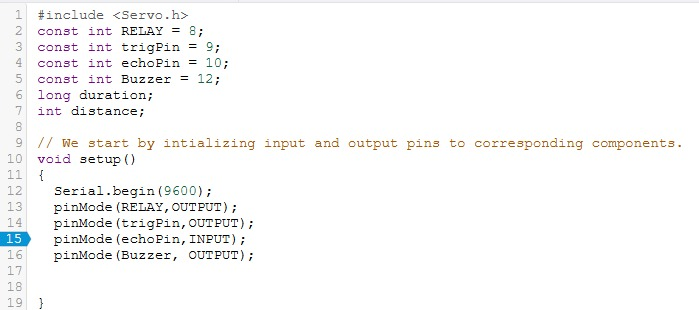 1 #include <Servo.h>
2 const int RELAY = 8;
3 const int trigPin = 9;
4 const int echoPin = 10;
5 const int Buzzer = 12;
6 long duration;
7 int distance;
8
9 // We start by intializing input and output pins to corresponding components.
10 void setup()
11 {
12   Serial.begin(9600);
13   pinMode(RELAY,OUTPUT);
14   pinMode(trigPin,OUTPUT);
15   pinMode(echoPin,INPUT);
16   pinMode(Buzzer, OUTPUT);
17
18
19 }